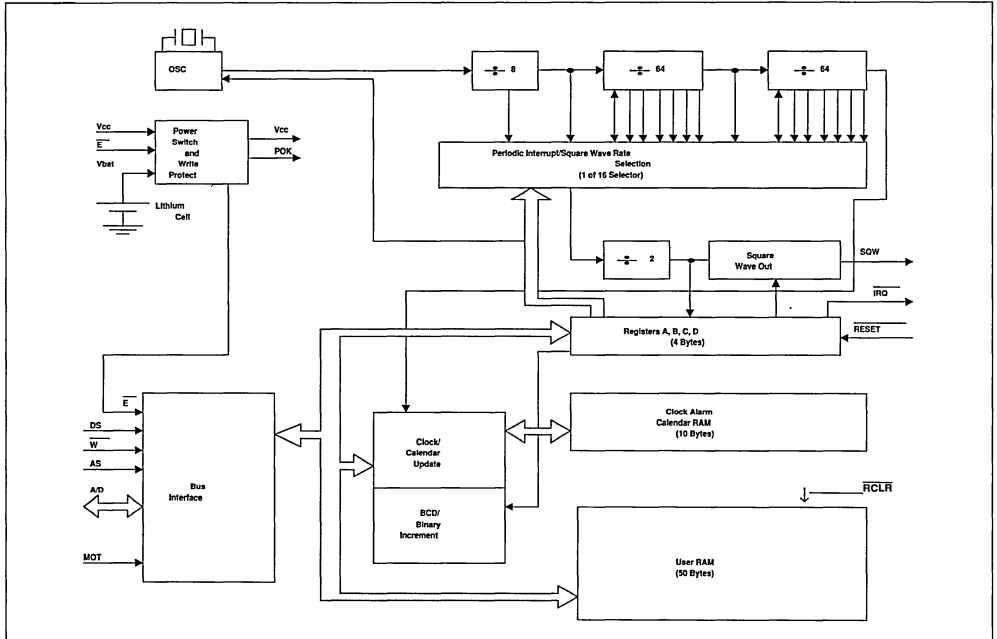 OSC
÷ 8
÷ 64
÷ 64
Vcc
E
Vbat
Power
Switch
and
Write
Protect
Vcc
POK
Lithium
Cell
Periodic Interrupt/Square Wave Rate
Selection
(1 of 16 Selector)
÷ 2
Square
Wave Out
SQW
IRQ
RESET
Registers A, B, C, D
(4 Bytes)
E
DS
W
AS
A/D
MOT
Bus
Interface
Clock/
Calendar
Update
BCD/
Binary
Increment
Clock Alarm
Calendar RAM
(10 Bytes)
RCLR
User RAM
(50 Bytes)